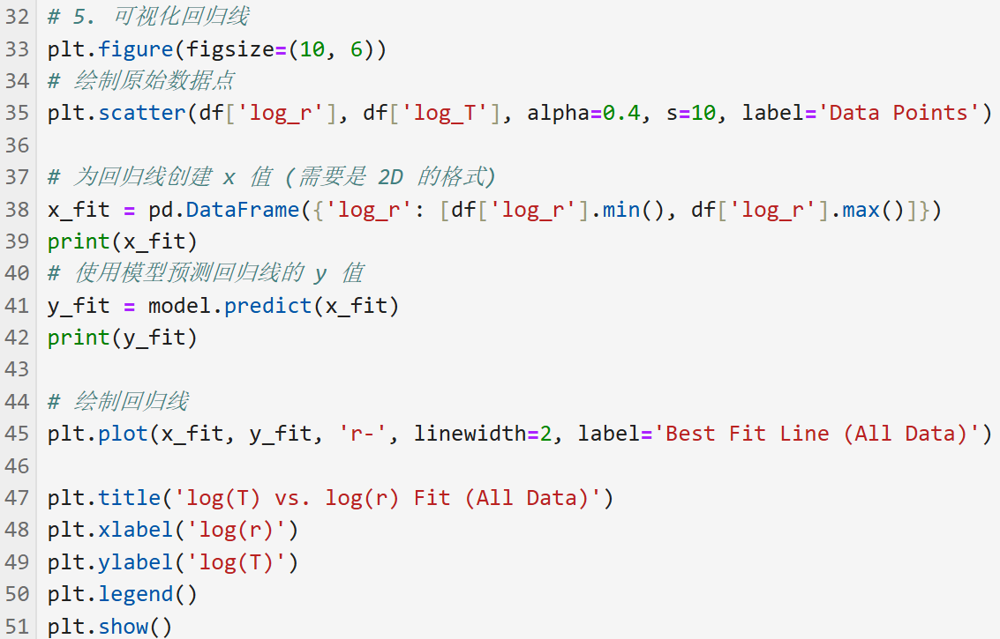 32 # 5. 可视化回归线
33 plt.figure(figsize=(10, 6))
34 # 绘制原始数据点
35 plt.scatter(df['log_r'], df['log_T'], alpha=0.4, s=10, label='Data Points')
36
37 # 为回归线创建 x 值 (需要是 2D 的格式)
38 x_fit = pd.DataFrame({'log_r': [df['log_r'].min(), df['log_r'].max()]})
39 print(x_fit)
40 # 使用模型预测回归线的 y 值
41 y_fit = model.predict(x_fit)
42 print(y_fit)
43
44 # 绘制回归线
45 plt.plot(x_fit, y_fit, 'r-', linewidth=2, label='Best Fit Line (All Data)')
46
47 plt.title('log(T) vs. log(r) Fit (All Data)')
48 plt.xlabel('log(r)')
49 plt.ylabel('log(T)')
50 plt.legend()
51 plt.show()